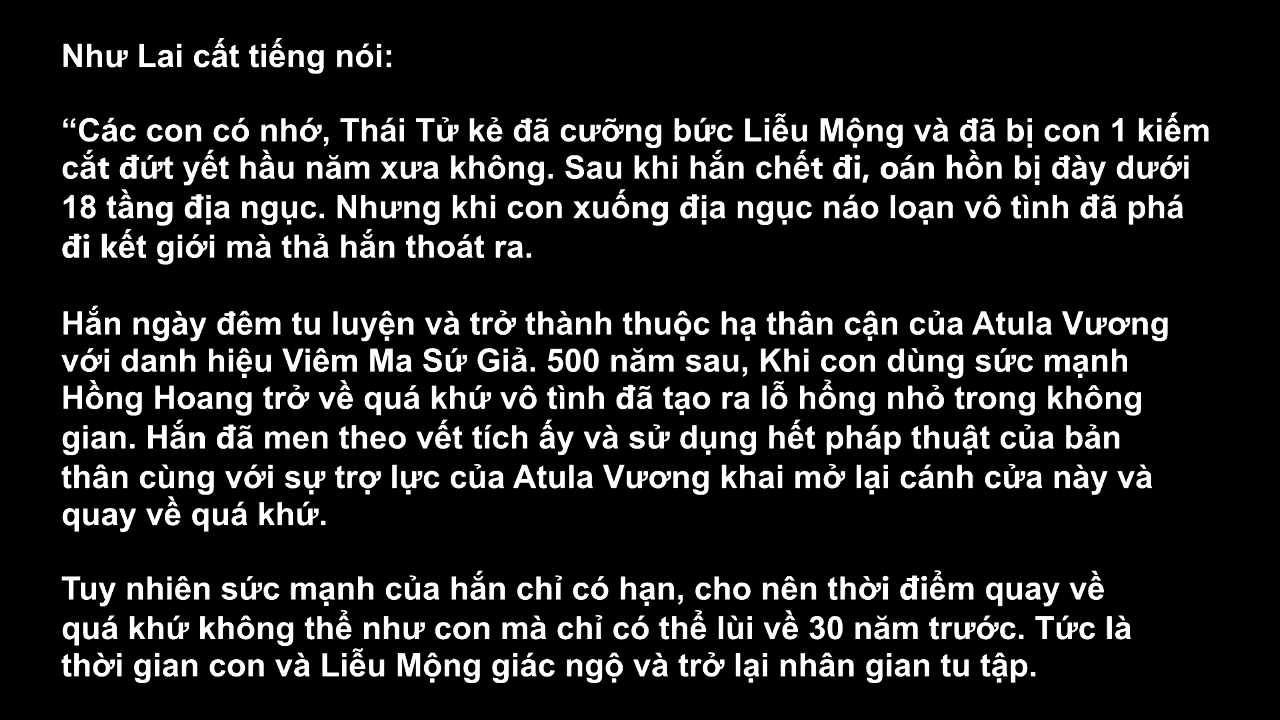 Như Lai cất tiếng nói:
“Các con có nhớ, Thái Tử kẻ đã cưỡng bức Liễu Mộng và đã bị con 1 kiếm
cắt đứt yết hầu năm xưa không. Sau khi hắn chết đi, oán hồn bị đày dưới
18 tầng địa ngục. Nhưng khi con xuống địa ngục náo loạn vô tình đã phá
đi kết giới mà thả hắn thoát ra.
Hắn ngày đêm tu luyện và trở thành thuộc hạ thân cận của Atula Vương
với danh hiệu Viêm Ma Sứ Giả. 500 năm sau, Khi con dùng sức mạnh
Hồng Hoang trở về quá khứ vô tình đã tạo ra lỗ hổng nhỏ trong không
gian. Hắn đã men theo vết tích ấy và sử dụng hết pháp thuật của bản
thân cùng với sự trợ lực của Atula Vương khai mở lại cánh cửa này và
quay về quá khứ.
Tuy nhiên sức mạnh của hắn chỉ có hạn, cho nên thời điểm quay về
quá khứ không thể như con mà chỉ có thể lùi về 30 năm trước. Tức là
thời gian con và Liễu Mộng giác ngộ và trở lại nhân gian tu tập.